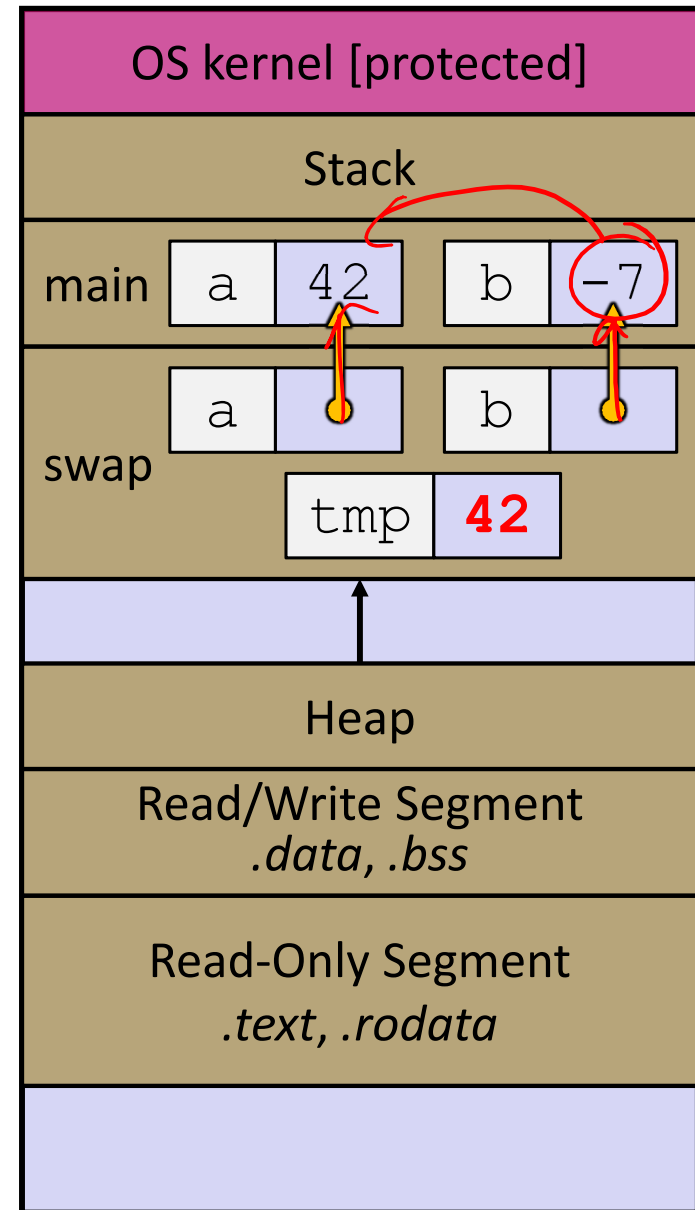 OS kernel [protected]
Stack
main a 42 b -7
swap a b
tmp 42
Heap
Read/Write Segment
.data, .bss
Read-Only Segment
.text, .rodata